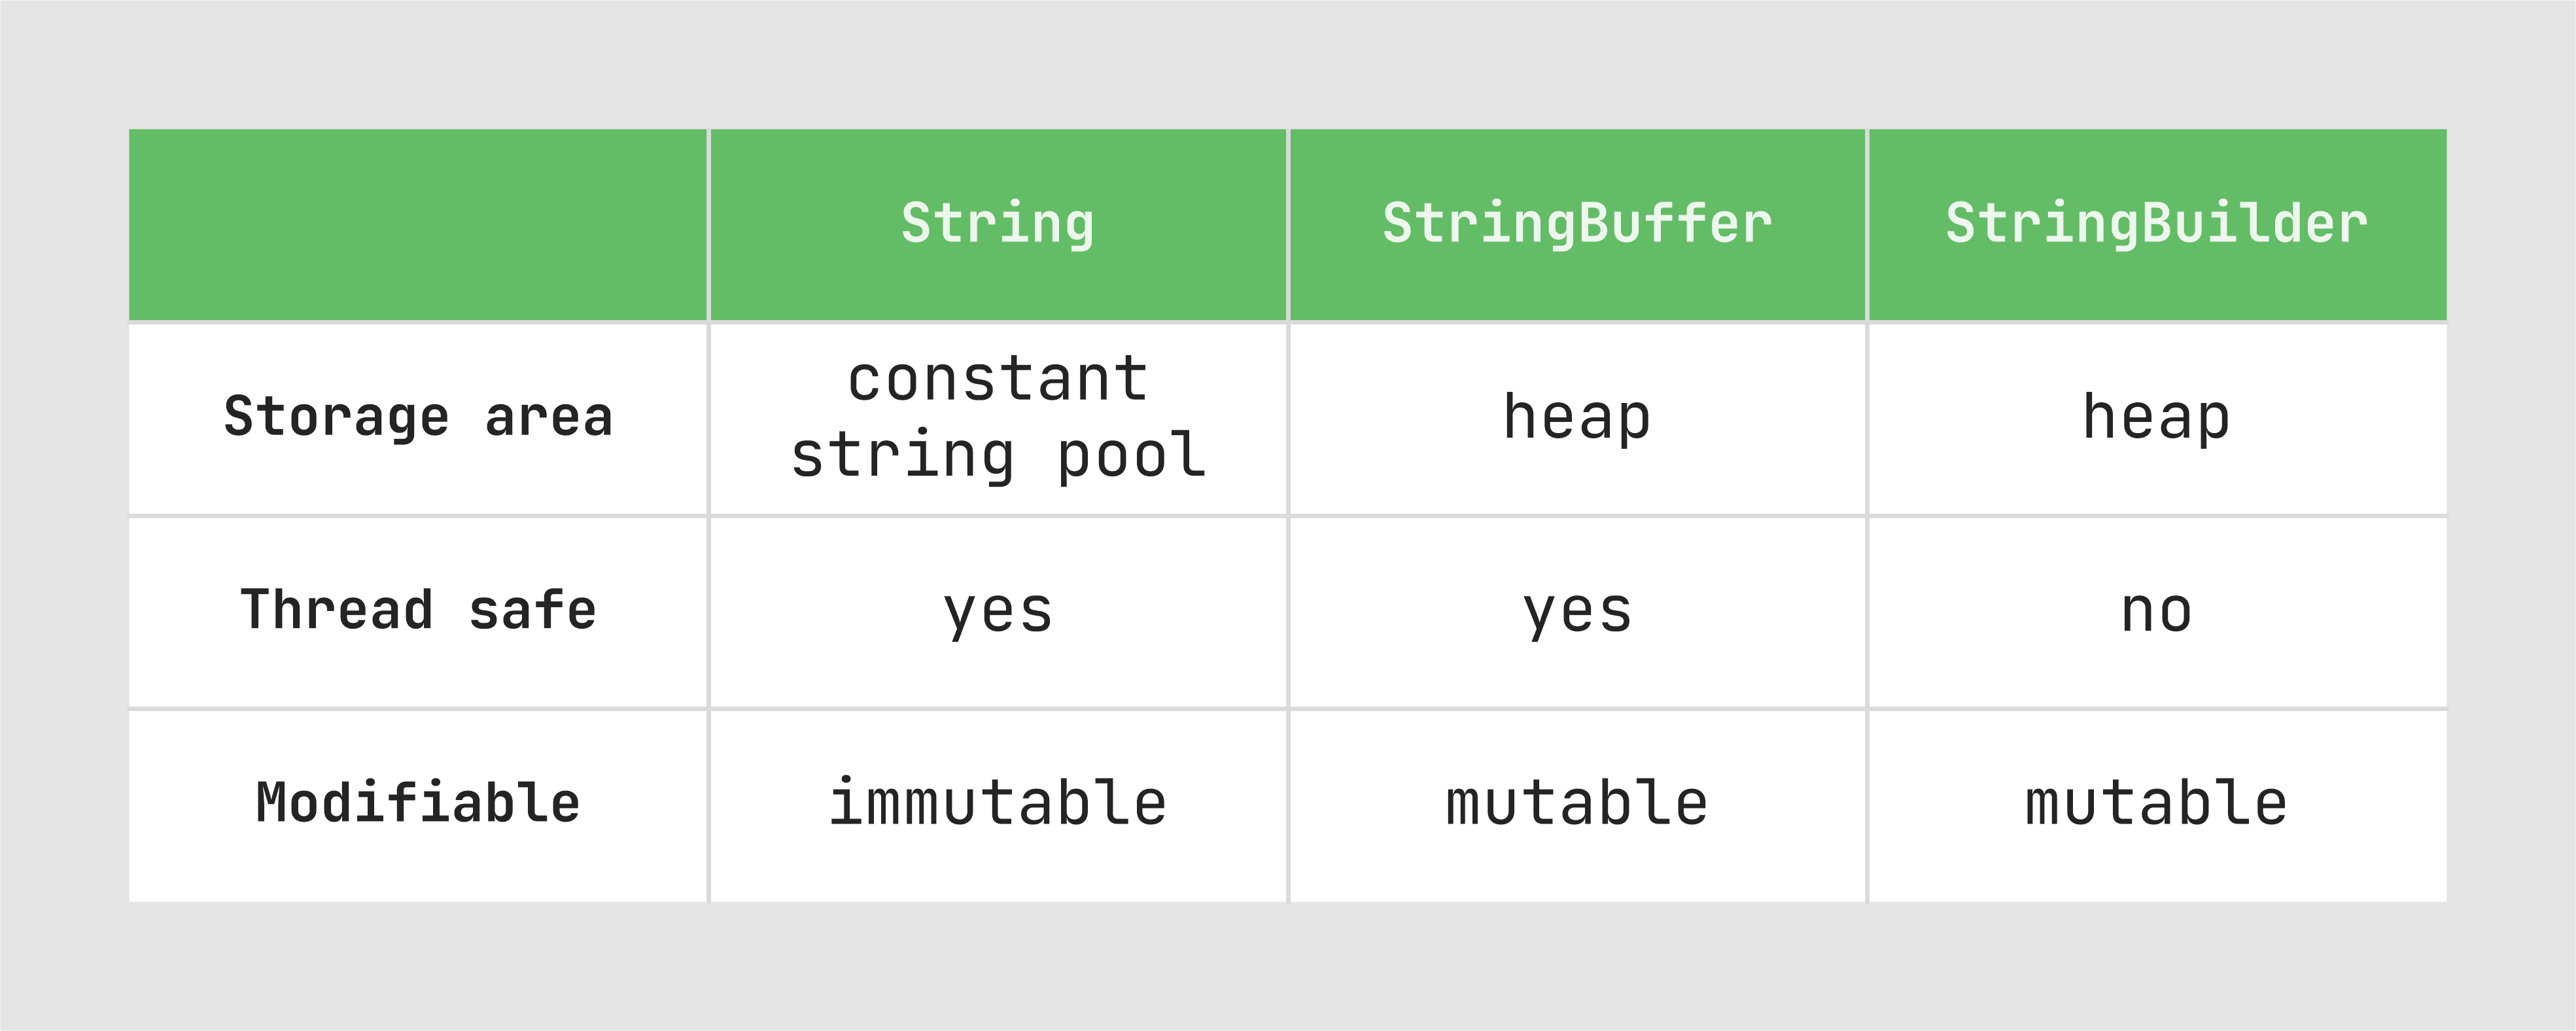 String
StringBuffer
StringBuilder
Storage area
constant
string pool
heap
heap
Thread safe
yes
yes
no
Modifiable
immutable
mutable
mutable